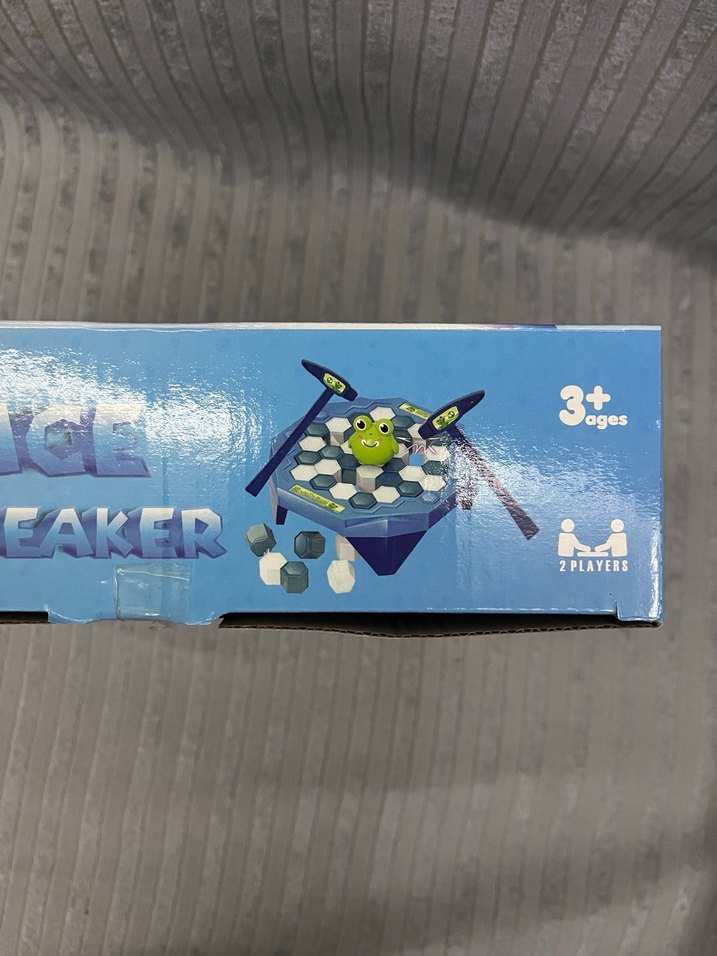 ICE
EAKER
3+
ages
2 PLAYERS